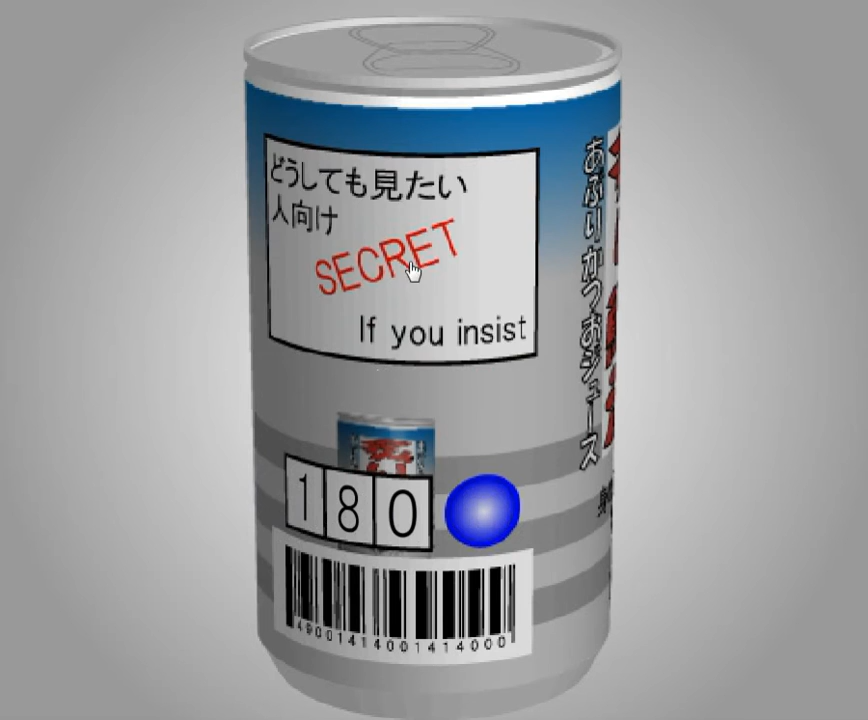 どうしても見たい
人向け
SECRET
If you insist
あぶりかつおジュース
180
49001414001414000